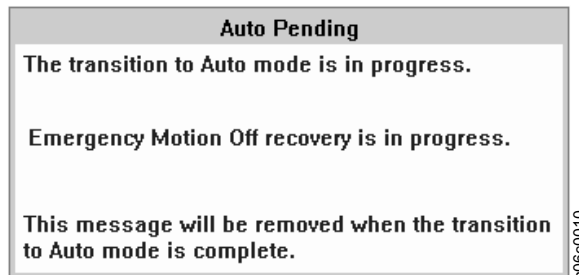 Auto Pending
The transition to Auto mode is in progress.
Emergency Motion Off recovery is in progress.
This message will be removed when the transition
to Auto mode is complete.